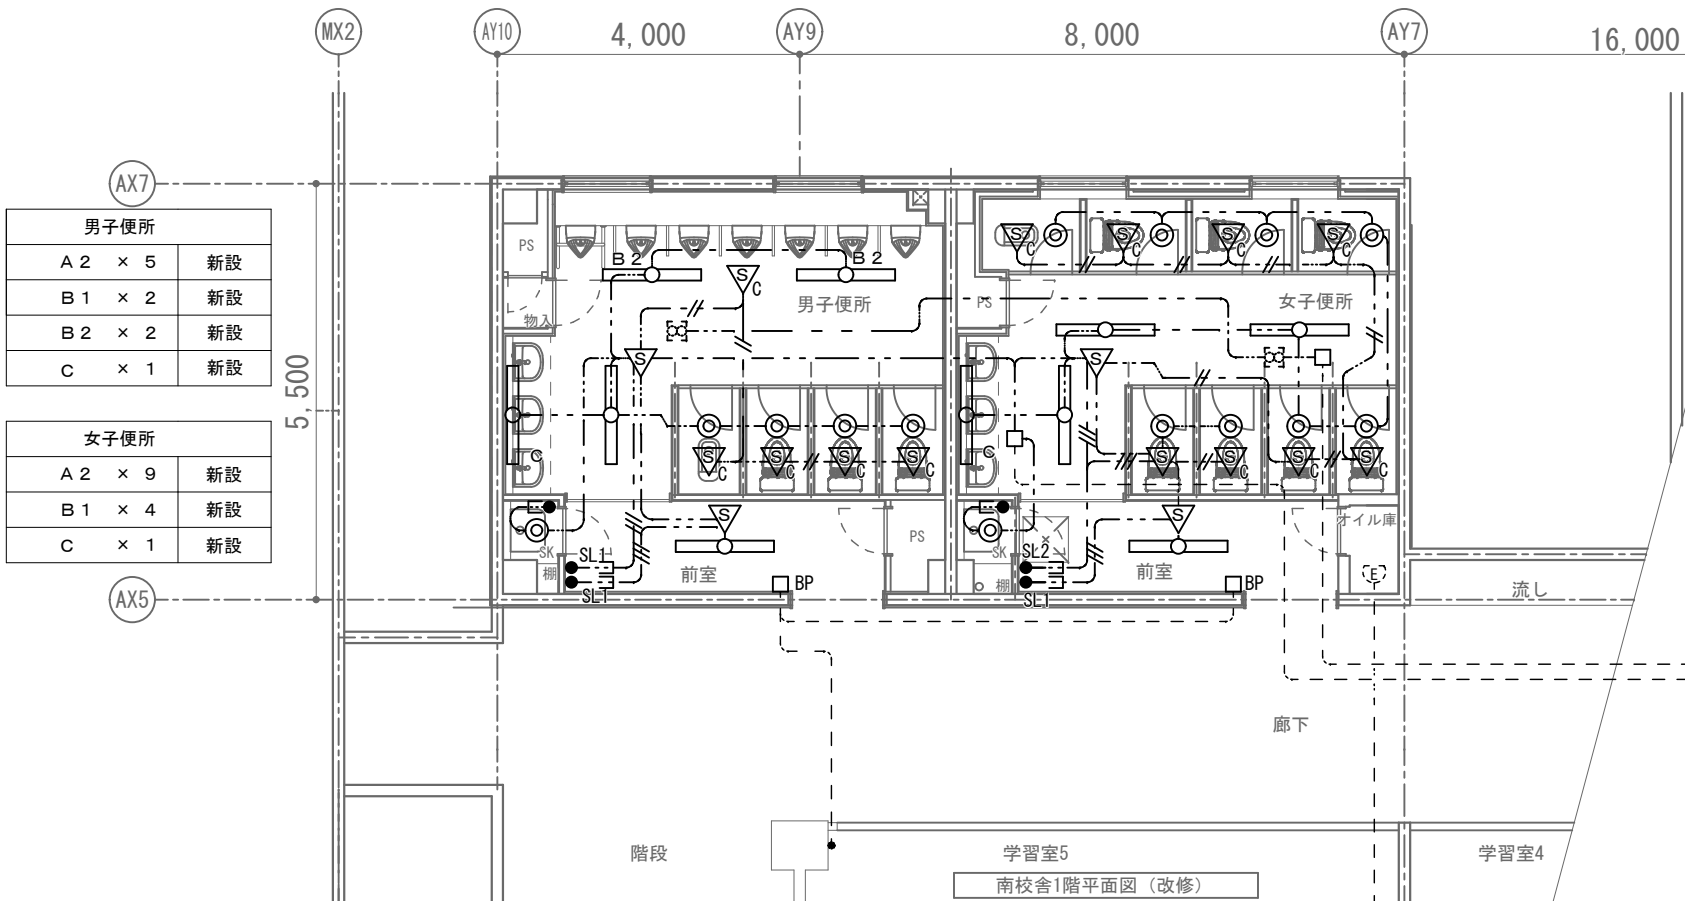 MX2
AY10
4,000
AY9
8,000
AY7
16,000
AX7
男子便所
A2 × 5 新設
B1 × 2 新設
B2 × 2 新設
C × 1 新設
5,500
女子便所
A2 × 9 新設
B1 × 4 新設
C × 1 新設
AX5
PS
B2
S
C
B2
男子便所
物入
S
C
S
S C
S C
S C
S
SK
棚
SL1
SL1
前室
PS
BP
S C
S C
S C
S C
PS
女子便所
S
C
S
S C
S C
S C
S
SK
棚
SL2
SL1
前室
BP
オイル庫
E
流し
廊下
階段
学習室5
学習室4
南校舎1階平面図（改修）